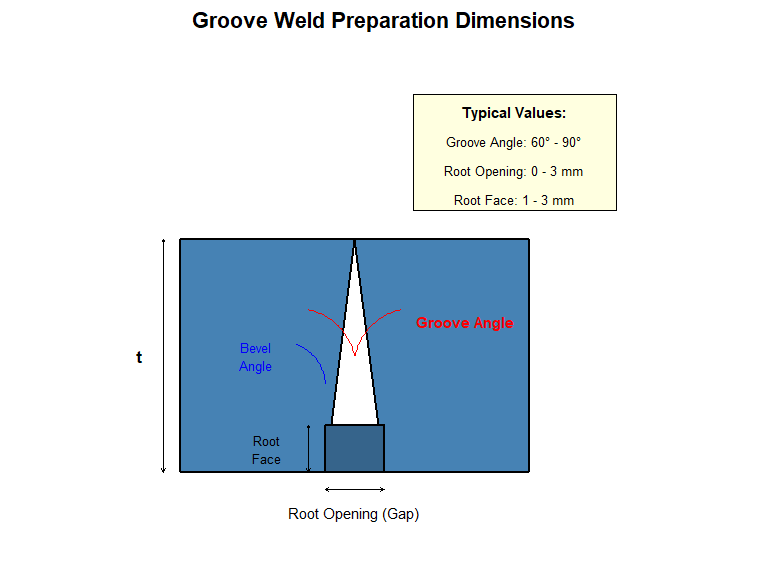 Groove Weld Preparation Dimensions
Typical Values:
Groove Angle: 60° - 90°
Root Opening: 0 - 3 mm
Root Face: 1 - 3 mm
Groove Angle
Bevel
Angle
t
Root
Face
Root Opening (Gap)